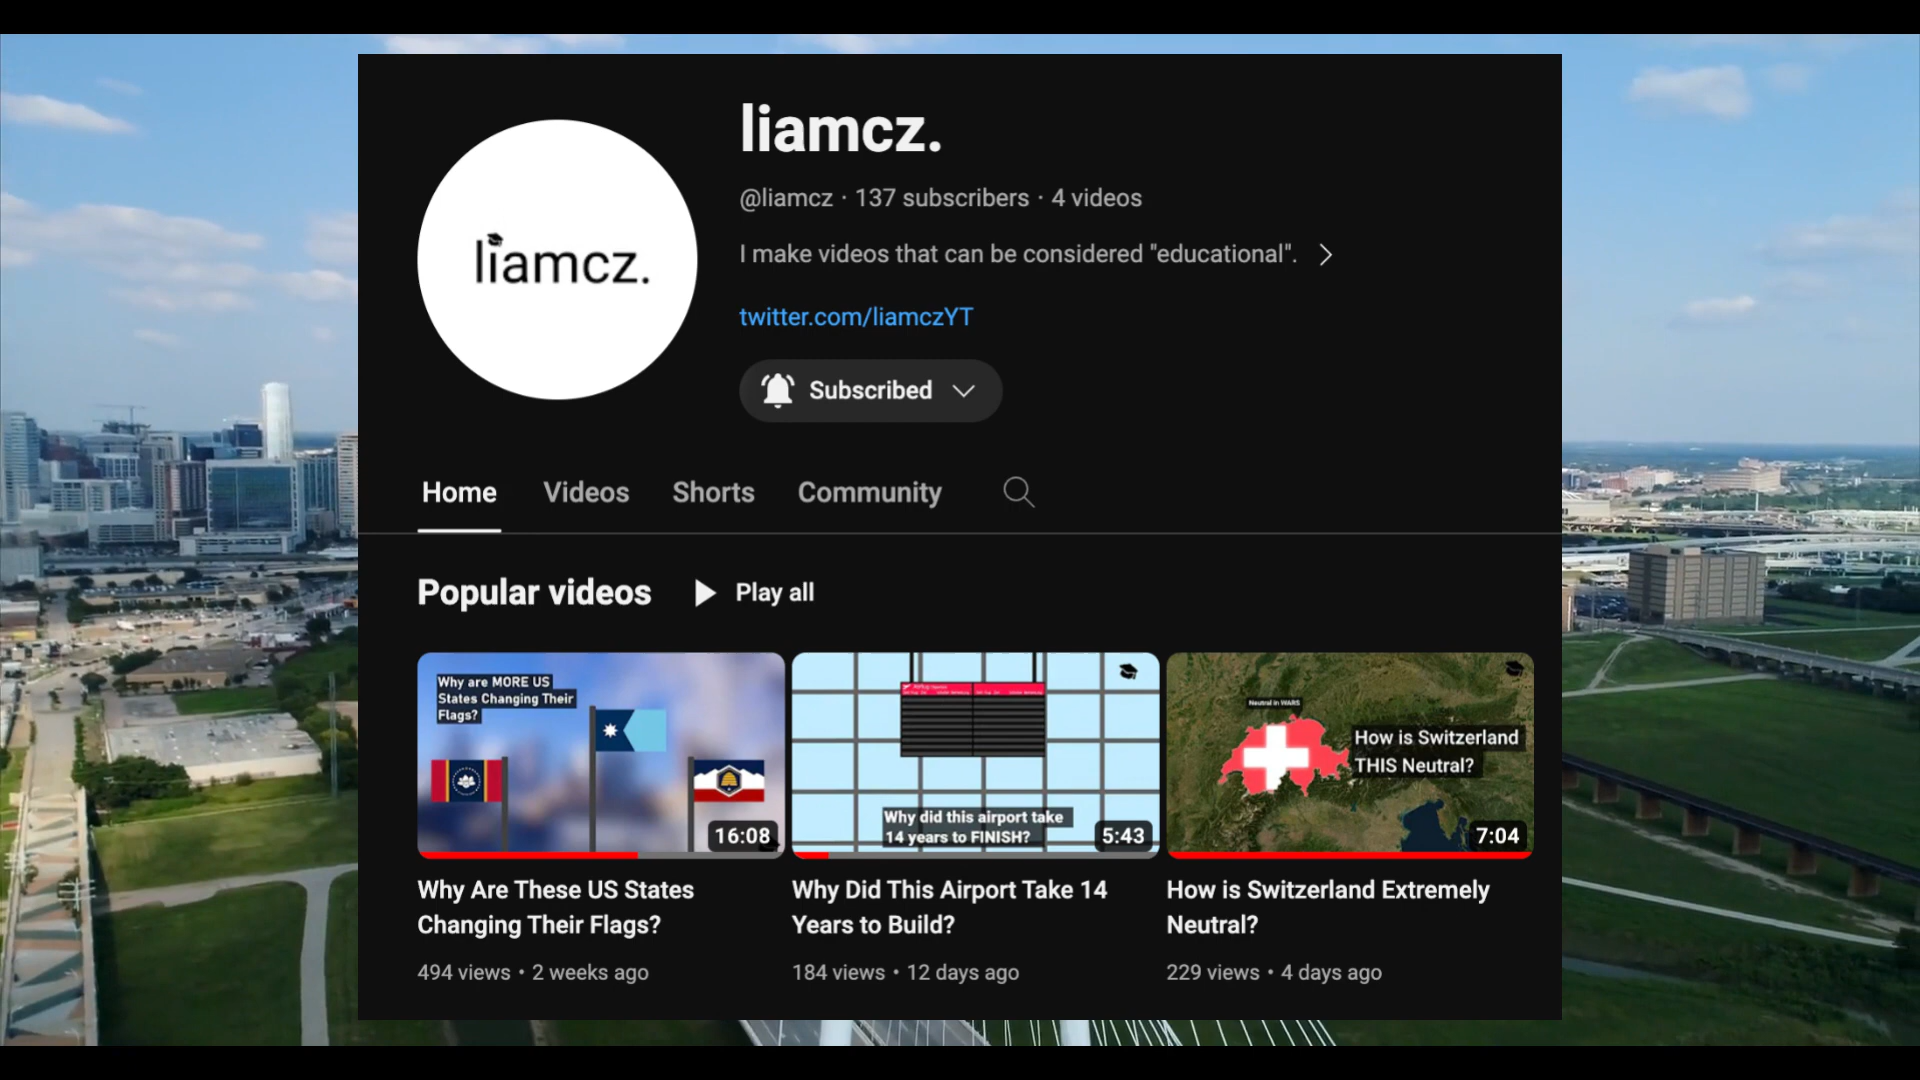 liamcz.
liamcz.
@liamcz · 137 subscribers · 4 videos
I make videos that can be considered "educational".
twitter.com/liamczYT
Subscribed
Home Videos Shorts Community
Popular videos Play all
Why are MORE US
States Changing Their
Flags?
16:08
Why did this airport take
14 years to FINISH?
5:43
Neutral in WARS
How is Switzerland
THIS Neutral?
7:04
Why Are These US States
Changing Their Flags?
494 views • 2 weeks ago
Why Did This Airport Take 14
Years to Build?
184 views • 12 days ago
How is Switzerland Extremely
Neutral?
229 views • 4 days ago